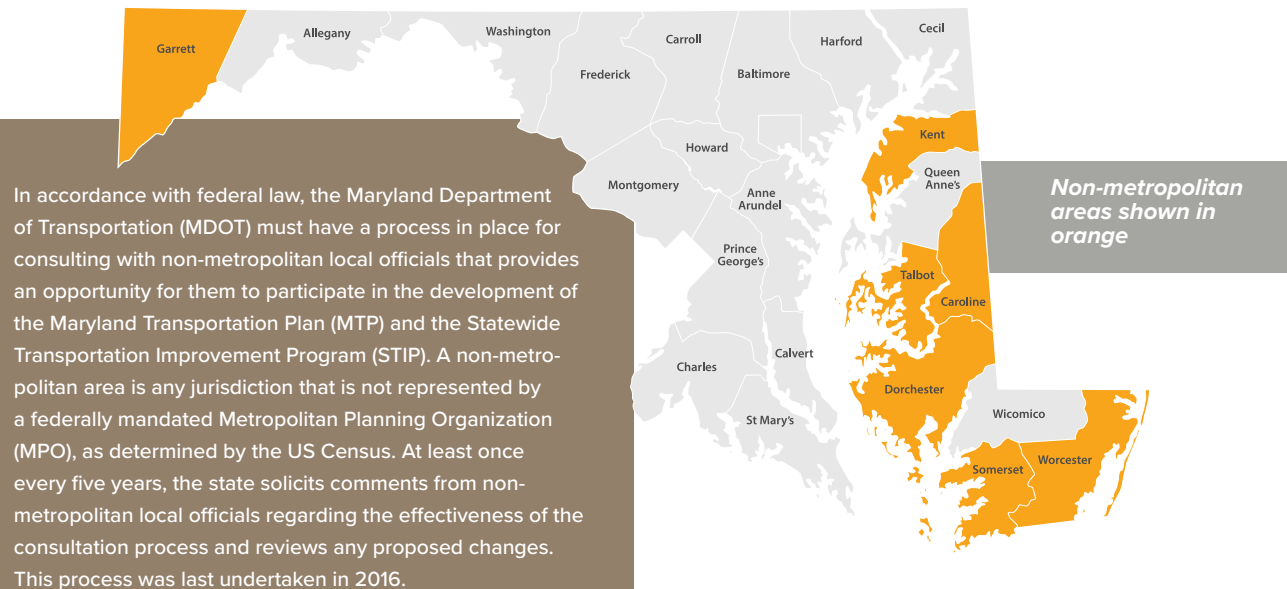 Garrett
Allegany
Washington
Frederick
Carroll
Baltimore
Harford
Cecil
Kent
Howard
Montgomery
Anne
Arundel
Queen
Anne's
Prince
George's
Talbot
Caroline
Charles
Calvert
St Mary's
Dorchester
Wicomico
Somerset
Worcester
Non-metropolitan
areas shown in
orange
In accordance with federal law, the Maryland Department
of Transportation (MDOT) must have a process in place for
consulting with non-metropolitan local officials that provides
an opportunity for them to participate in the development of
the Maryland Transportation Plan (MTP) and the Statewide
Transportation Improvement Program (STIP). A non-metro-
politan area is any jurisdiction that is not represented by
a federally mandated Metropolitan Planning Organization
(MPO), as determined by the US Census. At least once
every five years, the state solicits comments from non-
metropolitan local officials regarding the effectiveness of the
consultation process and reviews any proposed changes.
This process was last undertaken in 2016.